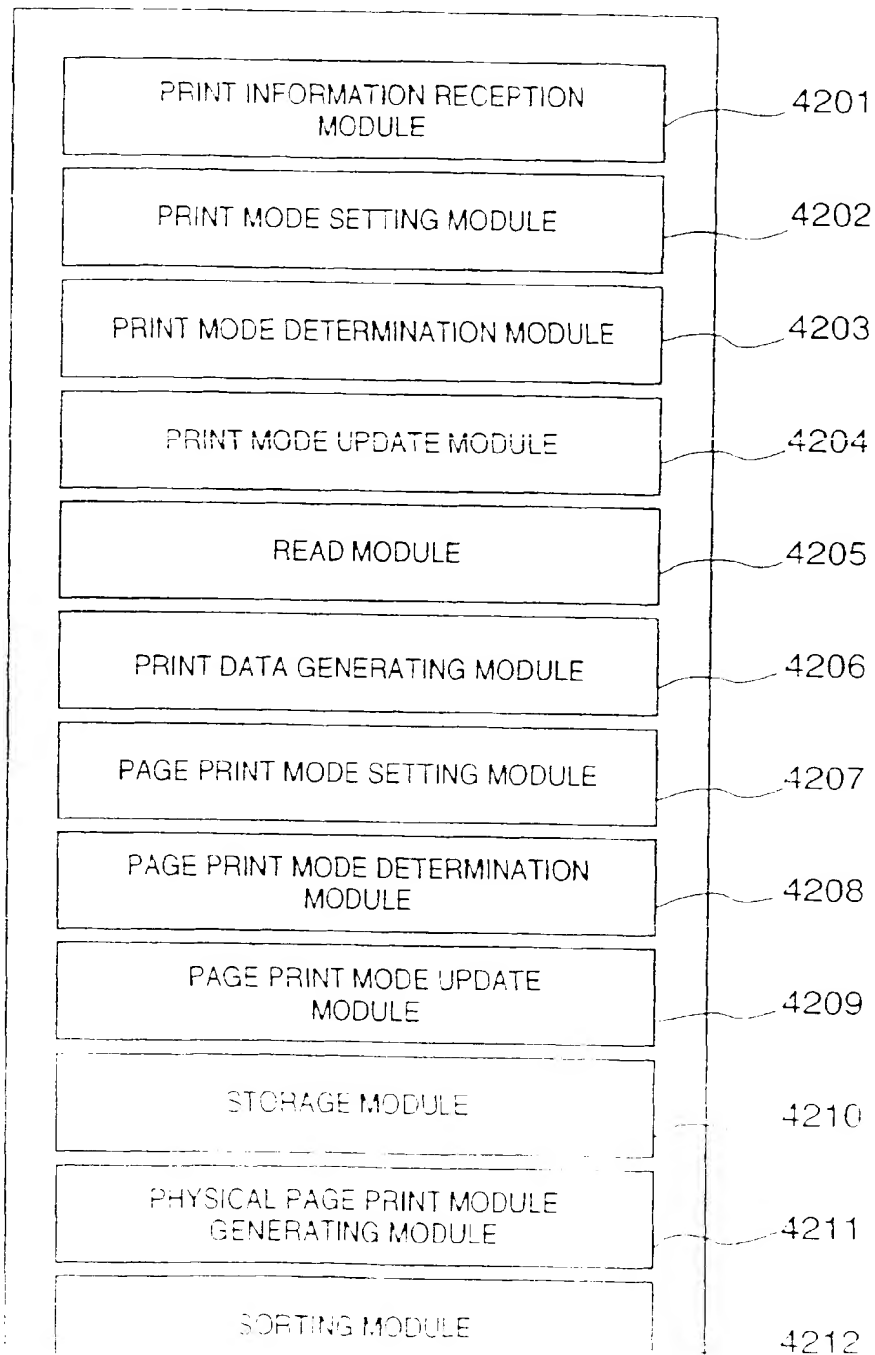 PRINT INFORMATION RECEPTION
MODULE
4201
PRINT MODE SETTING MODULE
4202
PRINT MODE DETERMINATION MODULE
4203
PRINT MODE UPDATE MODULE
4204
READ MODULE
4205
PRINT DATA GENERATING MODULE
4206
PAGE PRINT MODE SETTING MODULE
4207
PAGE PRINT MODE DETERMINATION
MODULE
4208
PAGE PRINT MODE UPDATE
MODULE
4209
STORAGE MODULE
4210
PHYSICAL PAGE PRINT MODULE
GENERATING MODULE
4211
SORTING MODULE
4212